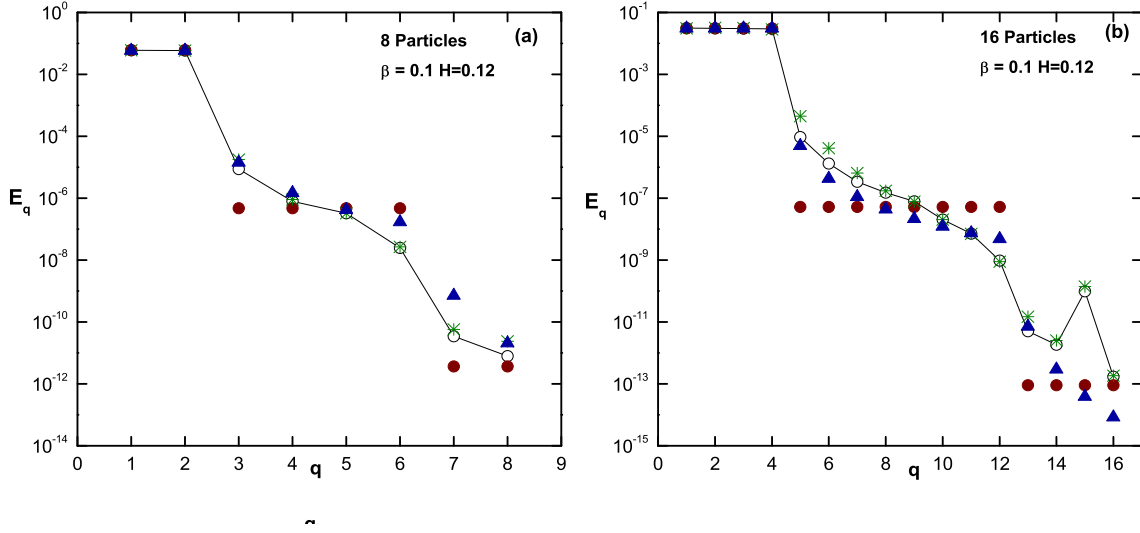 8 Particles
(a)
β = 0.1 H=0.12
10^0
10^-2
10^-4
10^-6
10^-8
10^-10
10^-12
10^-14
E_q
0 1 2 3 4 5 6 7 8 9
q
16 Particles
(b)
β = 0.1 H=0.12
10^-1
10^-3
10^-5
10^-7
10^-9
10^-11
10^-13
10^-15
E_q
0 2 4 6 8 10 12 14 16
q